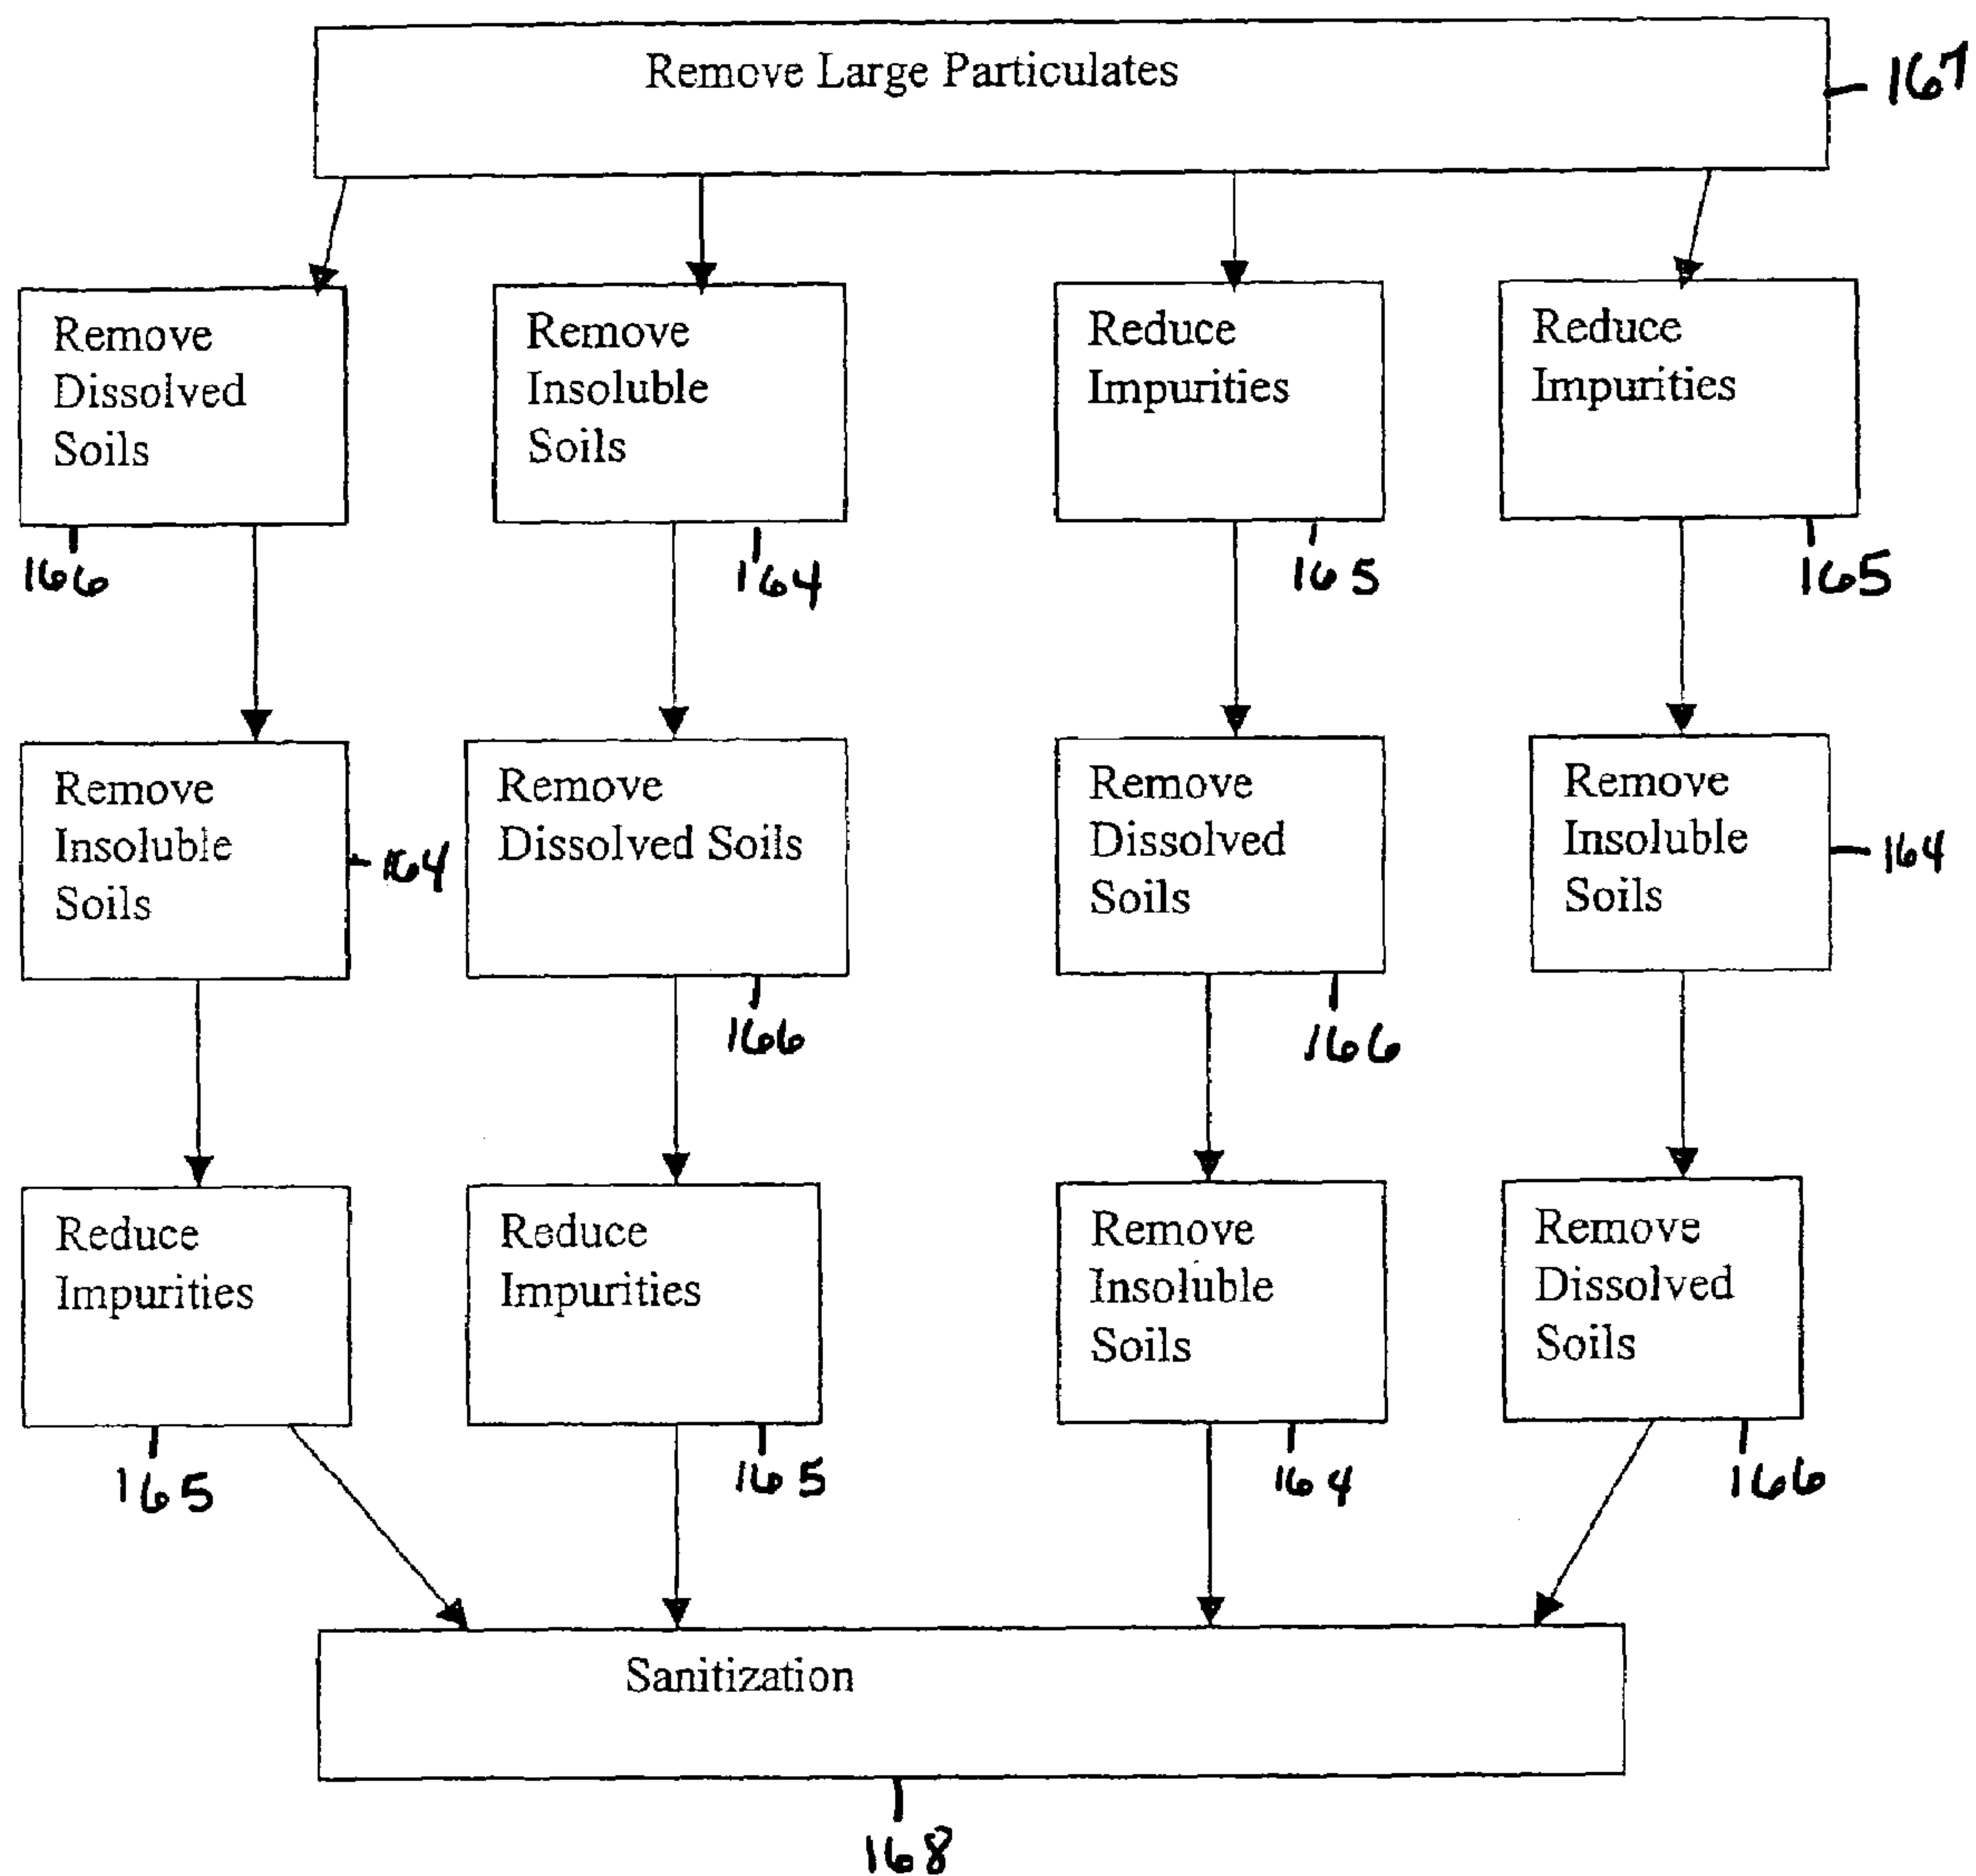 Remove Large Particulates
167
Remove
Dissolved
Soils
166
Remove
Insoluble
Soils
164
Reduce
Impurities
165
Reduce
Impurities
165
Remove
Insoluble
Soils
164
Remove
Dissolved Soils
166
Remove
Dissolved
Soils
166
Remove
Insoluble
Soils
164
Reduce
Impurities
165
Reduce
Impurities
165
Remove
Insoluble
Soils
164
Remove
Dissolved
Soils
166
Sanitization
168